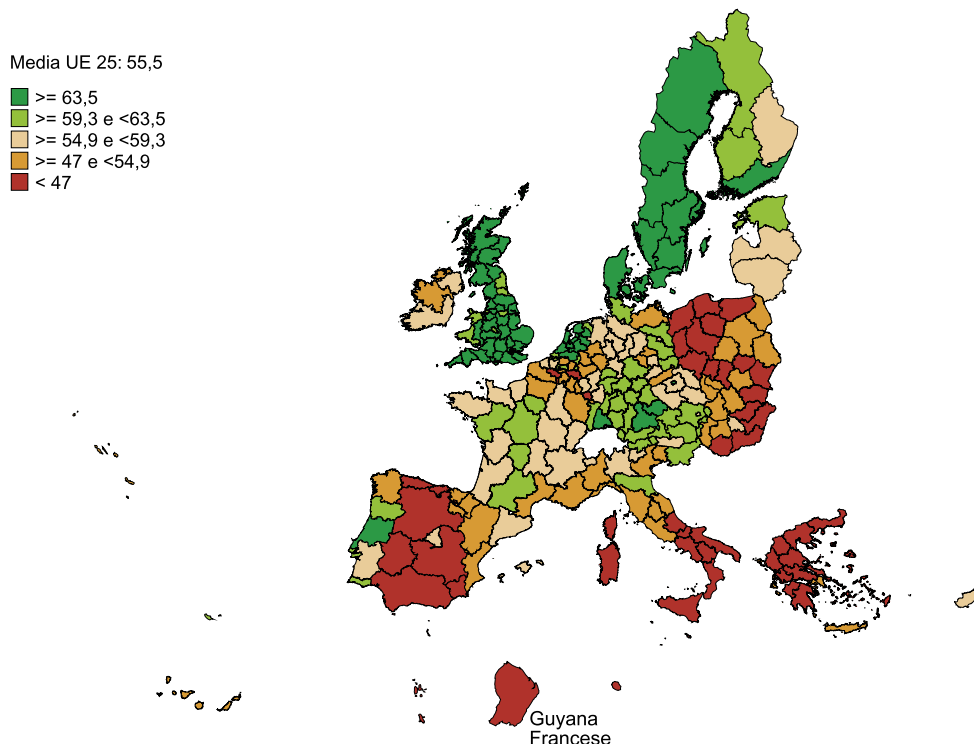 Media UE 25: 55,5
>= 63,5
>= 59,3 e <63,5
>= 54,9 e <59,3
>= 47 e <54,9
< 47
Guyana
Francese